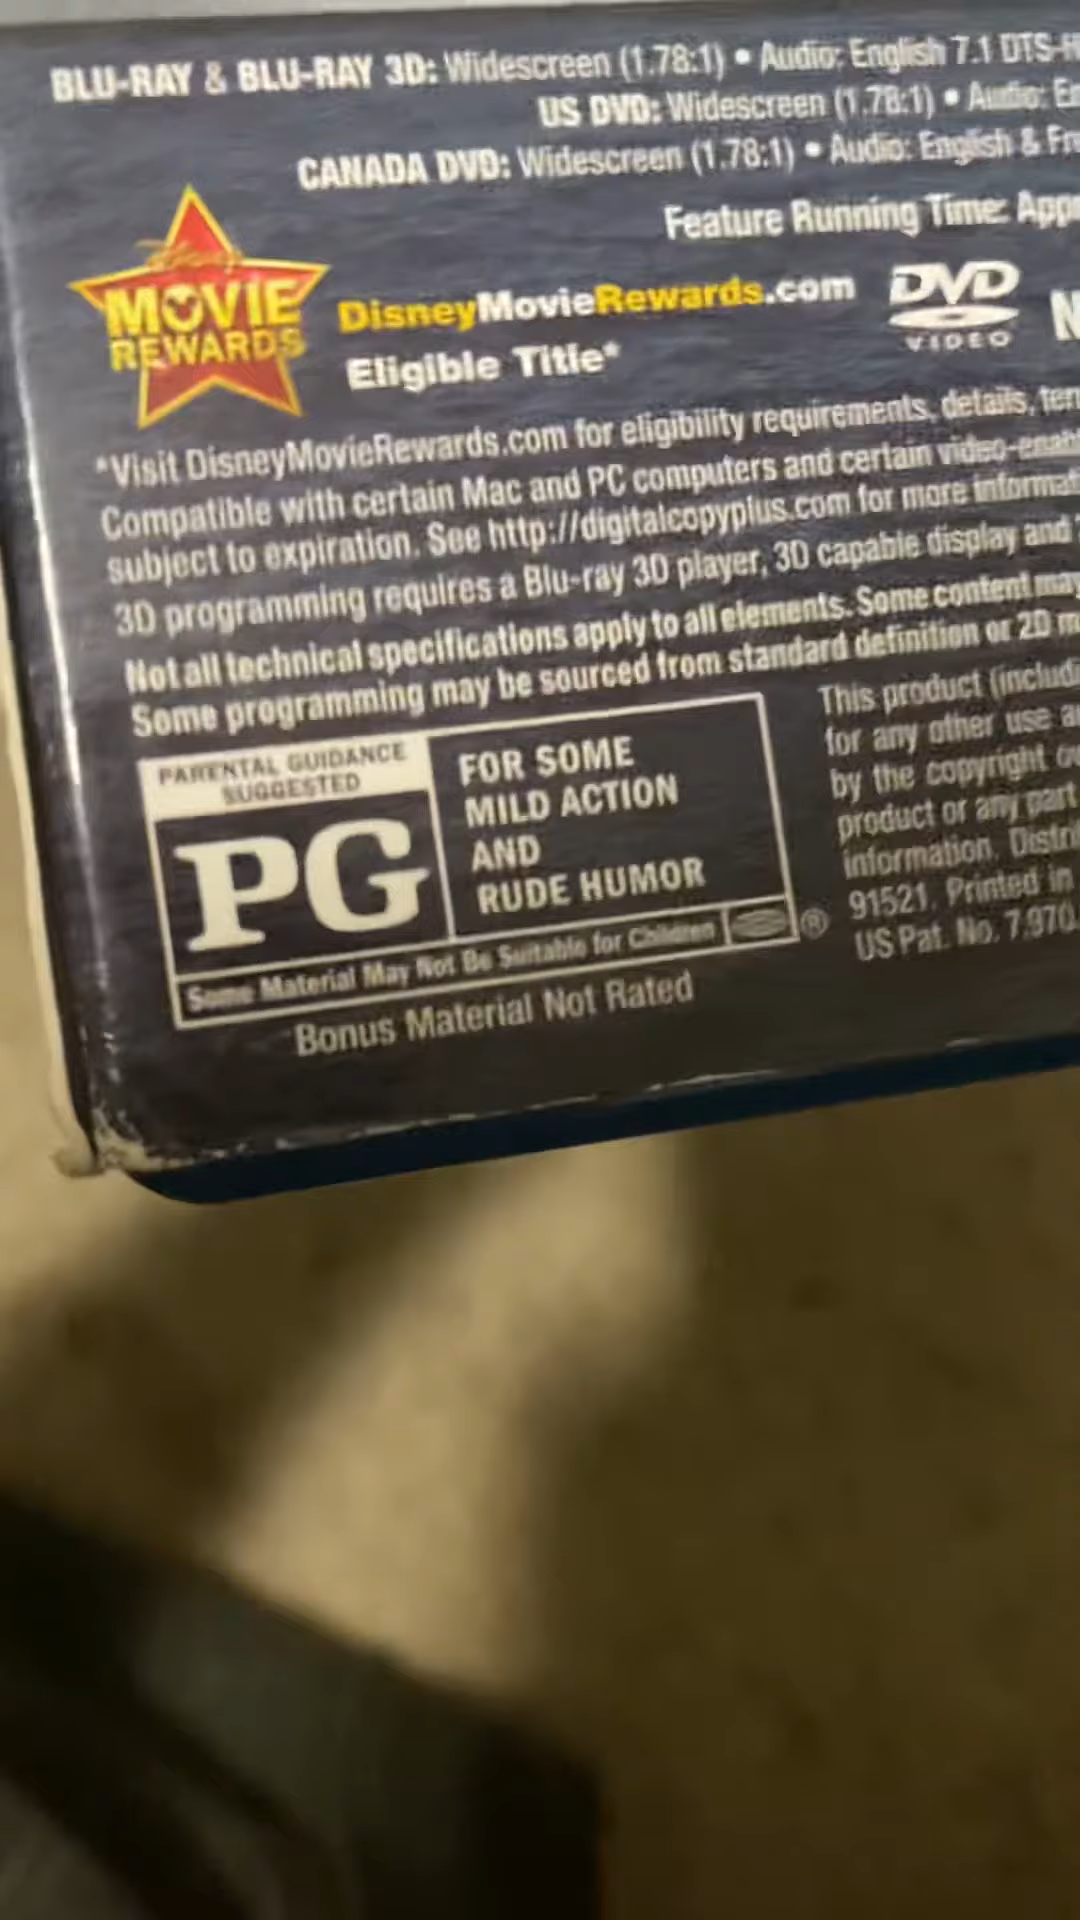 BLU-RAY & BLU-RAY 3D: Widescreen (1.78:1) • Audio: English 7.1 DTS-H
US DVD: Widescreen (1.78:1) • Audio: En
CANADA DVD: Widescreen (1.78:1) • Audio: English & Fr
Feature Running Time: Appr
Disney
MOVIE
REWARDS
DisneyMovieRewards.com
Eligible Title*
DVD
VIDEO
N
*Visit DisneyMovieRewards.com for eligibility requirements, details, ter
Compatible with certain Mac and PC computers and certain video-enabl
subject to expiration. See http://digitalcopyplus.com for more informati
3D programming requires a Blu-ray 3D player, 3D capable display and
Not all technical specifications apply to all elements. Some content may
Some programming may be sourced from standard definition or 2D m
PARENTAL GUIDANCE
SUGGESTED
PG
FOR SOME
MILD ACTION
AND
RUDE HUMOR
Some Material May Not Be Suitable for Children
®
Bonus Material Not Rated
This product (includi
for any other use a
by the copyright o
product or any part
information. Distri
91521. Printed in
US Pat. No. 7,970,